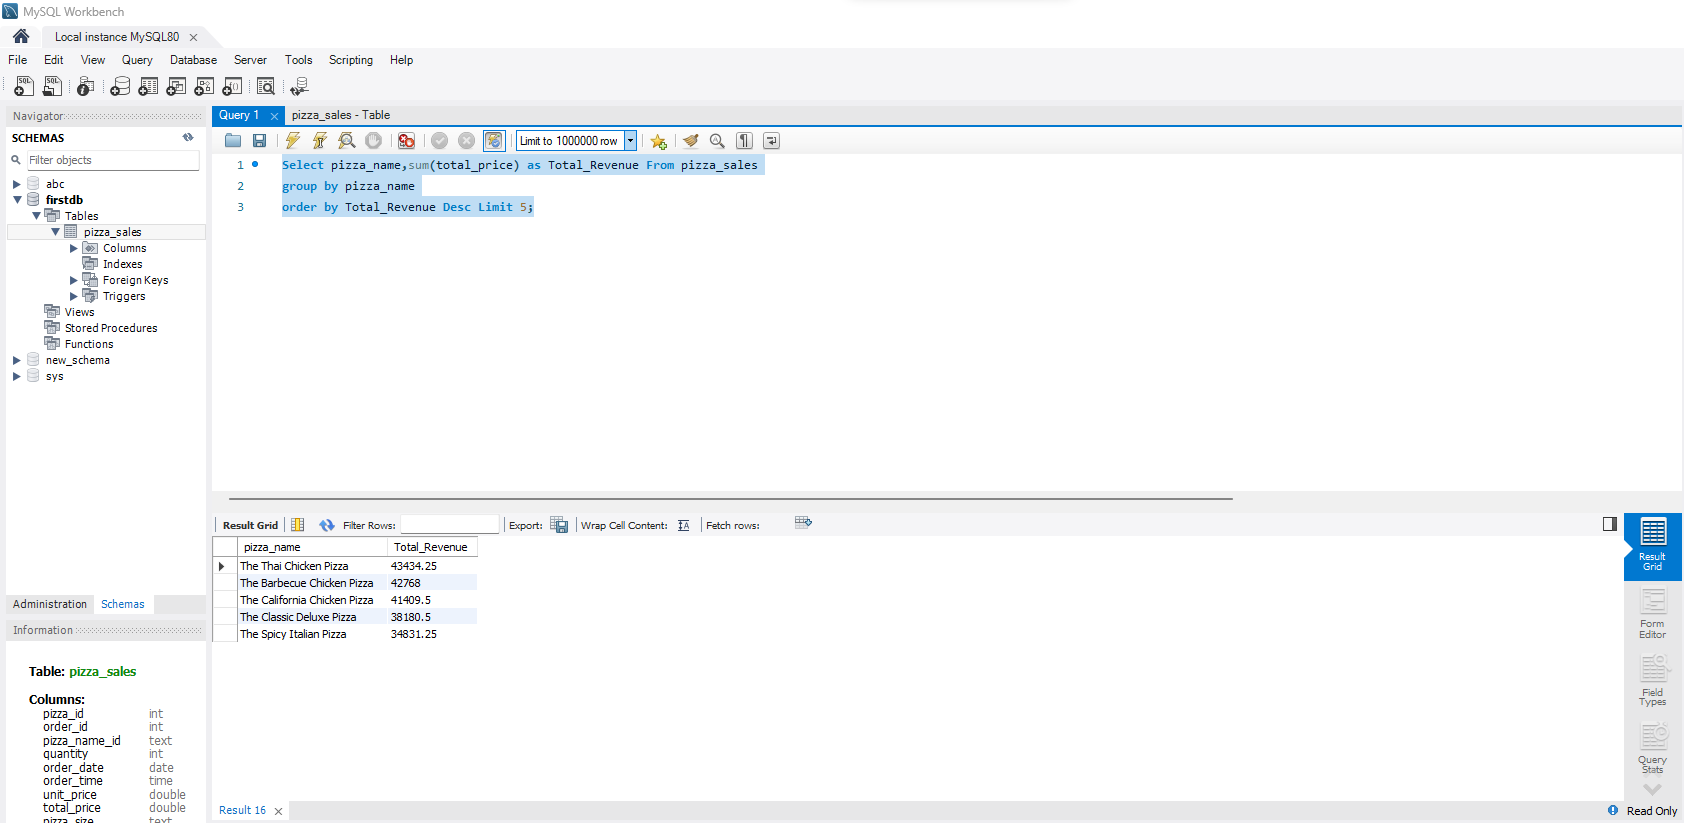 MySQL Workbench
Local instance MySQL80
File Edit View Query Database Server Tools Scripting Help
Navigator
SCHEMAS
Filter objects
abc
firstdb
Tables
pizza_sales
Columns
Indexes
Foreign Keys
Triggers
Views
Stored Procedures
Functions
new_schema
sys
Administration Schemas
Information
Table: pizza_sales
Columns:
pizza_id int
order_id int
pizza_name_id text
quantity int
order_date date
order_time time
unit_price double
total_price double
pizza_size text
Query 1 pizza_sales - Table
Limit to 1000000 row
1 Select pizza_name,sum(total_price) as Total_Revenue From pizza_sales
2 group by pizza_name
3 order by Total_Revenue Desc Limit 5;
Result Grid Filter Rows: Export: Wrap Cell Content: Fetch rows:
pizza_name Total_Revenue
The Thai Chicken Pizza 43434.25
The Barbecue Chicken Pizza 42768
The California Chicken Pizza 41409.5
The Classic Deluxe Pizza 38180.5
The Spicy Italian Pizza 34831.25
Result
Grid
Form
Editor
Field
Types
Query
Stats
Result 16
Read Only